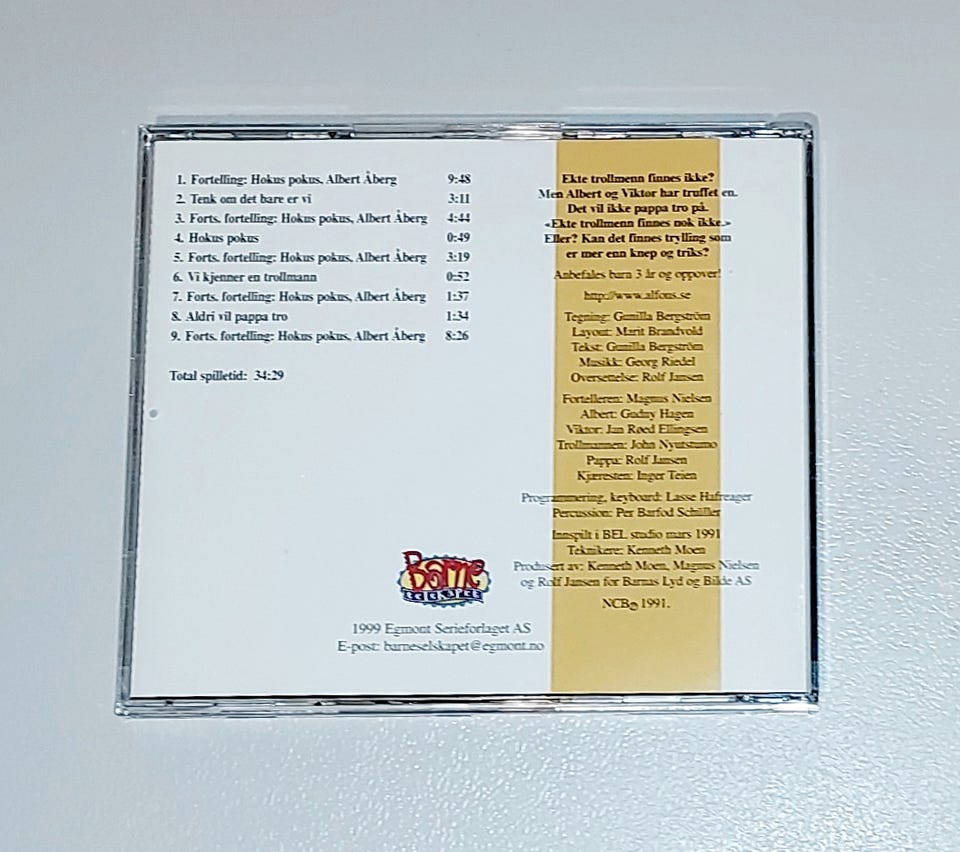 1. Fortelling: Hokus pokus, Albert Åberg 9:48
2. Tenk om det bare er vi 3:11
3. Forts. fortelling: Hokus pokus, Albert Åberg 4:44
4. Hokus pokus 0:49
5. Forts. fortelling: Hokus pokus, Albert Åberg 3:19
6. Vi kjenner en trollmann 0:52
7. Forts. fortelling: Hokus pokus, Albert Åberg 1:37
8. Aldri vil pappa tro 1:34
9. Forts. fortelling: Hokus pokus, Albert Åberg 8:26
Total spilletid: 34:29
Ekte trollmenn finnes ikke?
Men Albert og Viktor har truffet en.
Det vil ikke pappa tro på.
«Ekte trollmenn finnes nok ikke.»
Eller? Kan det finnes trylling som
er mer enn knep og triks?
Anbefales barn 3 år og oppover!
http://www.alfons.se
Tegning: Gunilla Bergström
Layout: Marit Brandvold
Tekst: Gunilla Bergström
Musikk: Georg Riedel
Oversettelse: Rolf Jansen
Fortelleren: Magnus Nielsen
Albert: Gudny Hagen
Viktor: Jan Røed Ellingsen
Trollmannen: John Nyutstumo
Pappa: Rolf Jansen
Kjæresten: Inger Teien
Programmering, keyboard: Lasse Hafreager
Percussion: Per Barfod Schüller
Innspilt i BEL studio mars 1991
Teknikere: Kenneth Moen
Produsert av: Kenneth Moen, Magnus Nielsen
og Rolf Jansen for Barnas Lyd og Bilde AS
NCB℗ 1991.
Barne
SELSKAPET
1999 Egmont Serieforlaget AS
E-post: barneselskapet@egmont.no